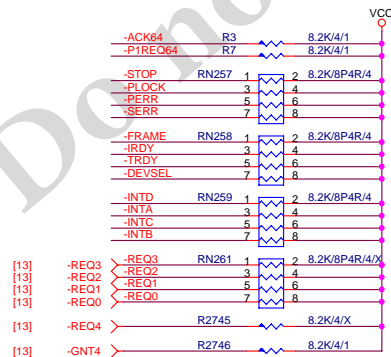 VCC
-ACK64 R3 8.2K/4/1
-P1REQ64 R7 8.2K/4/1
-STOP RN257 1 2 8.2K/8P4R/4
-PLOCK 3 4
-PERR 5 6
-SERR 7 8
-FRAME RN258 1 2 8.2K/8P4R/4
-IRDY 3 4
-TRDY 5 6
-DEVSEL 7 8
-INTD RN259 1 2 8.2K/8P4R/4
-INTA 3 4
-INTC 5 6
-INTB 7 8
[13] -REQ3 -REQ3 RN261 1 2 8.2K/8P4R/4/X
[13] -REQ2 -REQ2 3 4
[13] -REQ1 -REQ1 5 6
[13] -REQ0 -REQ0 7 8
[13] -REQ4 R2745 8.2K/4/X
[13] -GNT4 R2746 8.2K/4/1
Do no